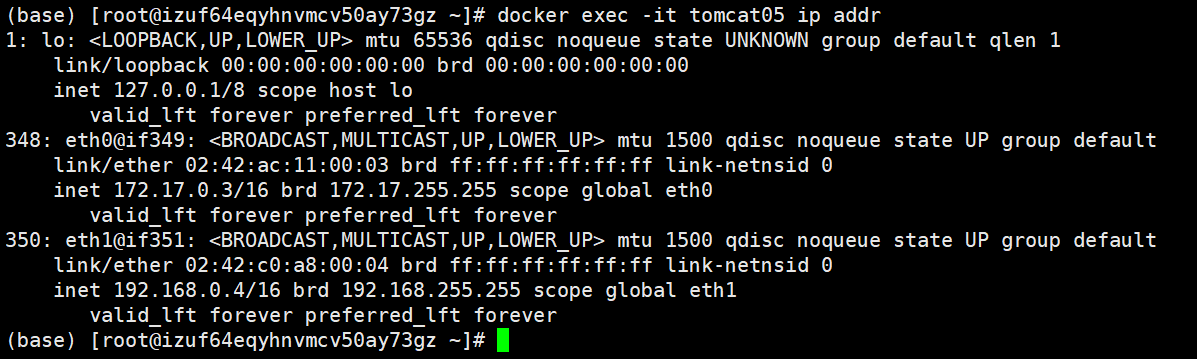 (base) [root@izuf64eqyhnvmcv50ay73gz ~]# docker exec -it tomcat05 ip addr
1: lo: <LOOPBACK,UP,LOWER_UP> mtu 65536 qdisc noqueue state UNKNOWN group default qlen 1
    link/loopback 00:00:00:00:00:00 brd 00:00:00:00:00:00
    inet 127.0.0.1/8 scope host lo
       valid_lft forever preferred_lft forever
348: eth0@if349: <BROADCAST,MULTICAST,UP,LOWER_UP> mtu 1500 qdisc noqueue state UP group default
    link/ether 02:42:ac:11:00:03 brd ff:ff:ff:ff:ff:ff link-netnsid 0
    inet 172.17.0.3/16 brd 172.17.255.255 scope global eth0
       valid_lft forever preferred_lft forever
350: eth1@if351: <BROADCAST,MULTICAST,UP,LOWER_UP> mtu 1500 qdisc noqueue state UP group default
    link/ether 02:42:c0:a8:00:04 brd ff:ff:ff:ff:ff:ff link-netnsid 0
    inet 192.168.0.4/16 brd 192.168.255.255 scope global eth1
       valid_lft forever preferred_lft forever
(base) [root@izuf64eqyhnvmcv50ay73gz ~]#